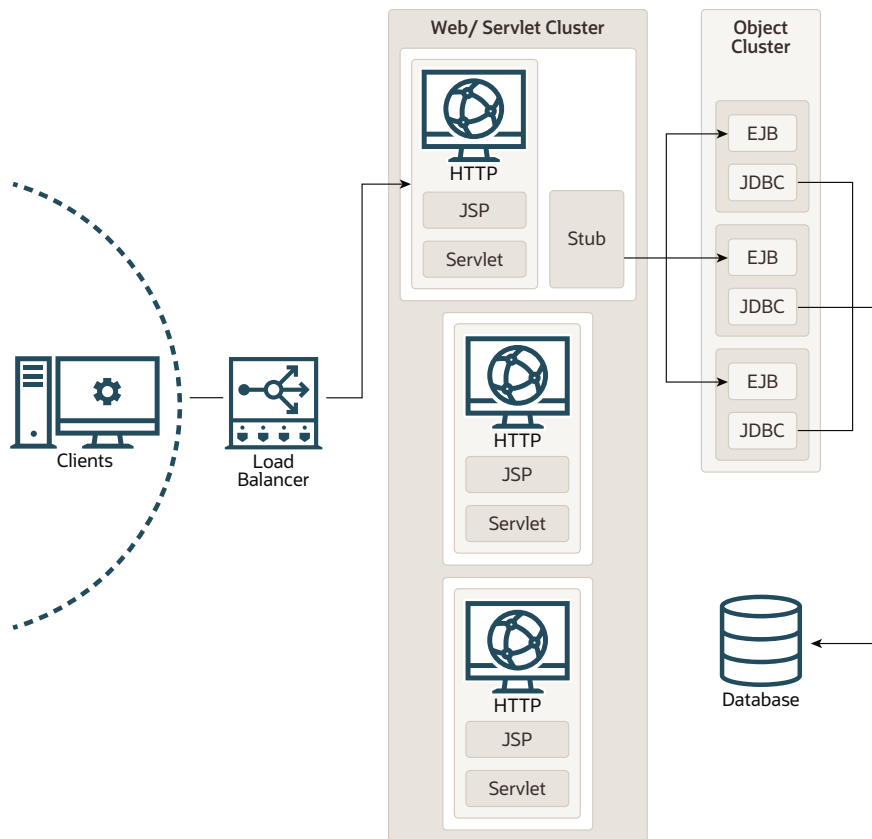 Web/ Servlet Cluster
HTTP
JSP
Servlet
Stub
HTTP
JSP
Servlet
HTTP
JSP
Servlet
Object
Cluster
EJB
JDBC
EJB
JDBC
EJB
JDBC
Clients
Load
Balancer
Database